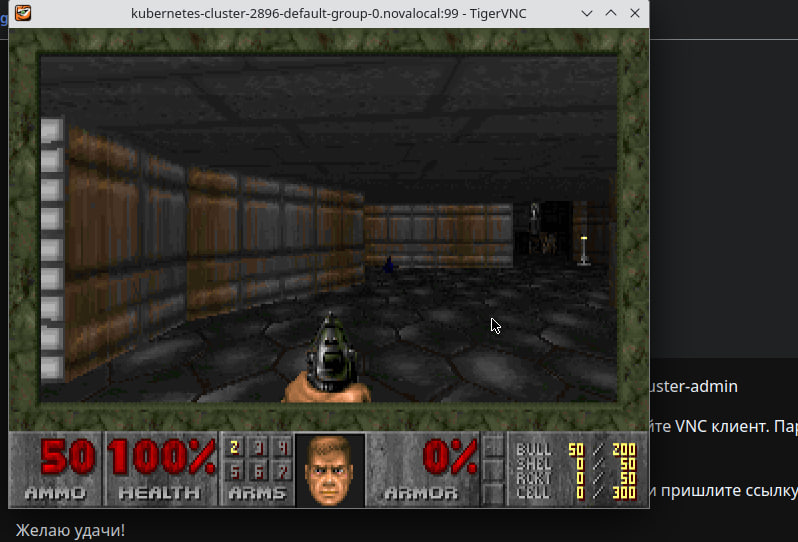 kubernetes-cluster-2896-default-group-0.novalocal:99 - TigerVNC
uster-admin
йте VNC клиент. Пар
и пришлите ссылку
50 100% 2 3 4 0% BULL 50 / 200
5 6 7 SHEL 0 / 50
RCKT 0 / 50
AMMO HEALTH ARMS ARMOR CELL 0 / 300
Желаю удачи!